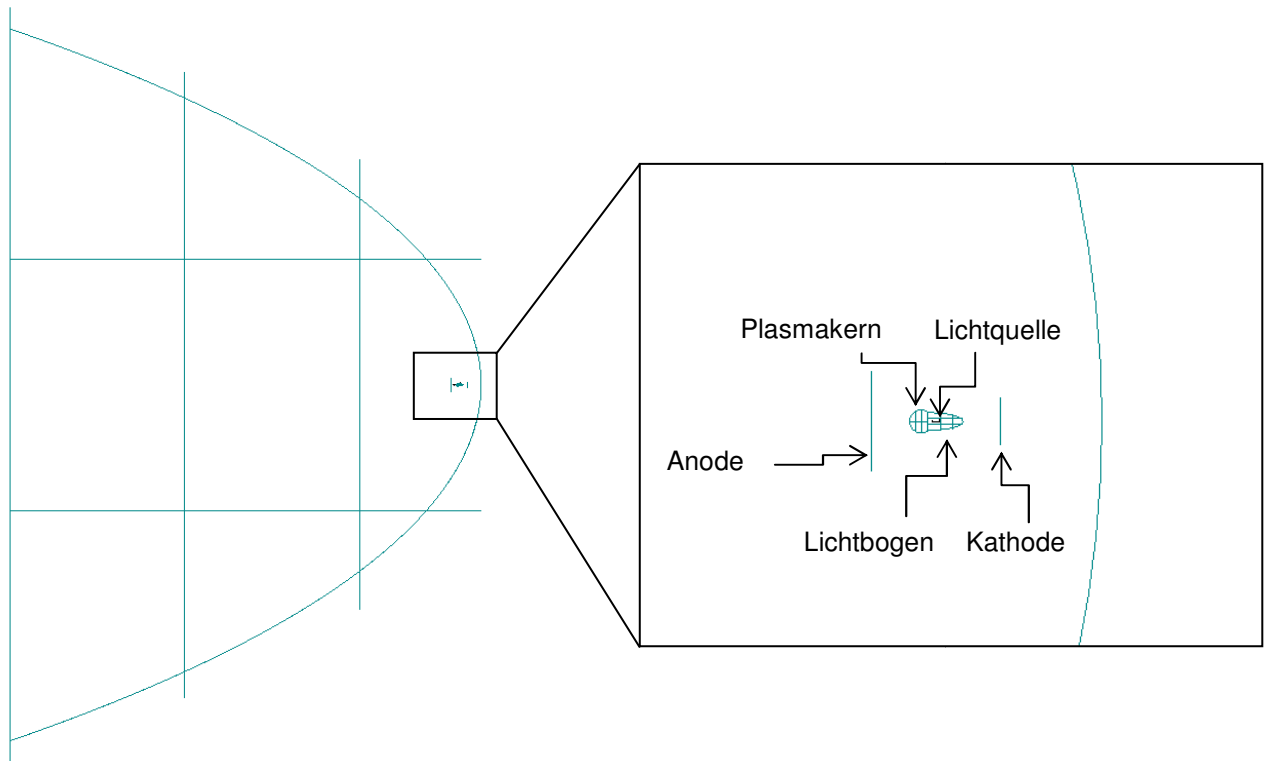 Plasmakern
Lichtquelle
Anode
Lichtbogen
Kathode